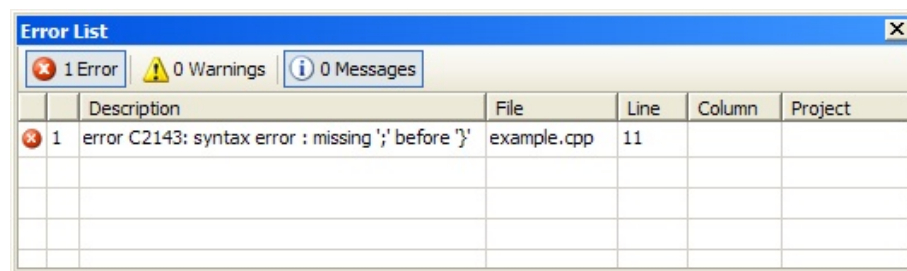 Error List
1 Error 0 Warnings 0 Messages
Description File Line Column Project
1 error C2143: syntax error : missing ';' before '}' example.cpp 11